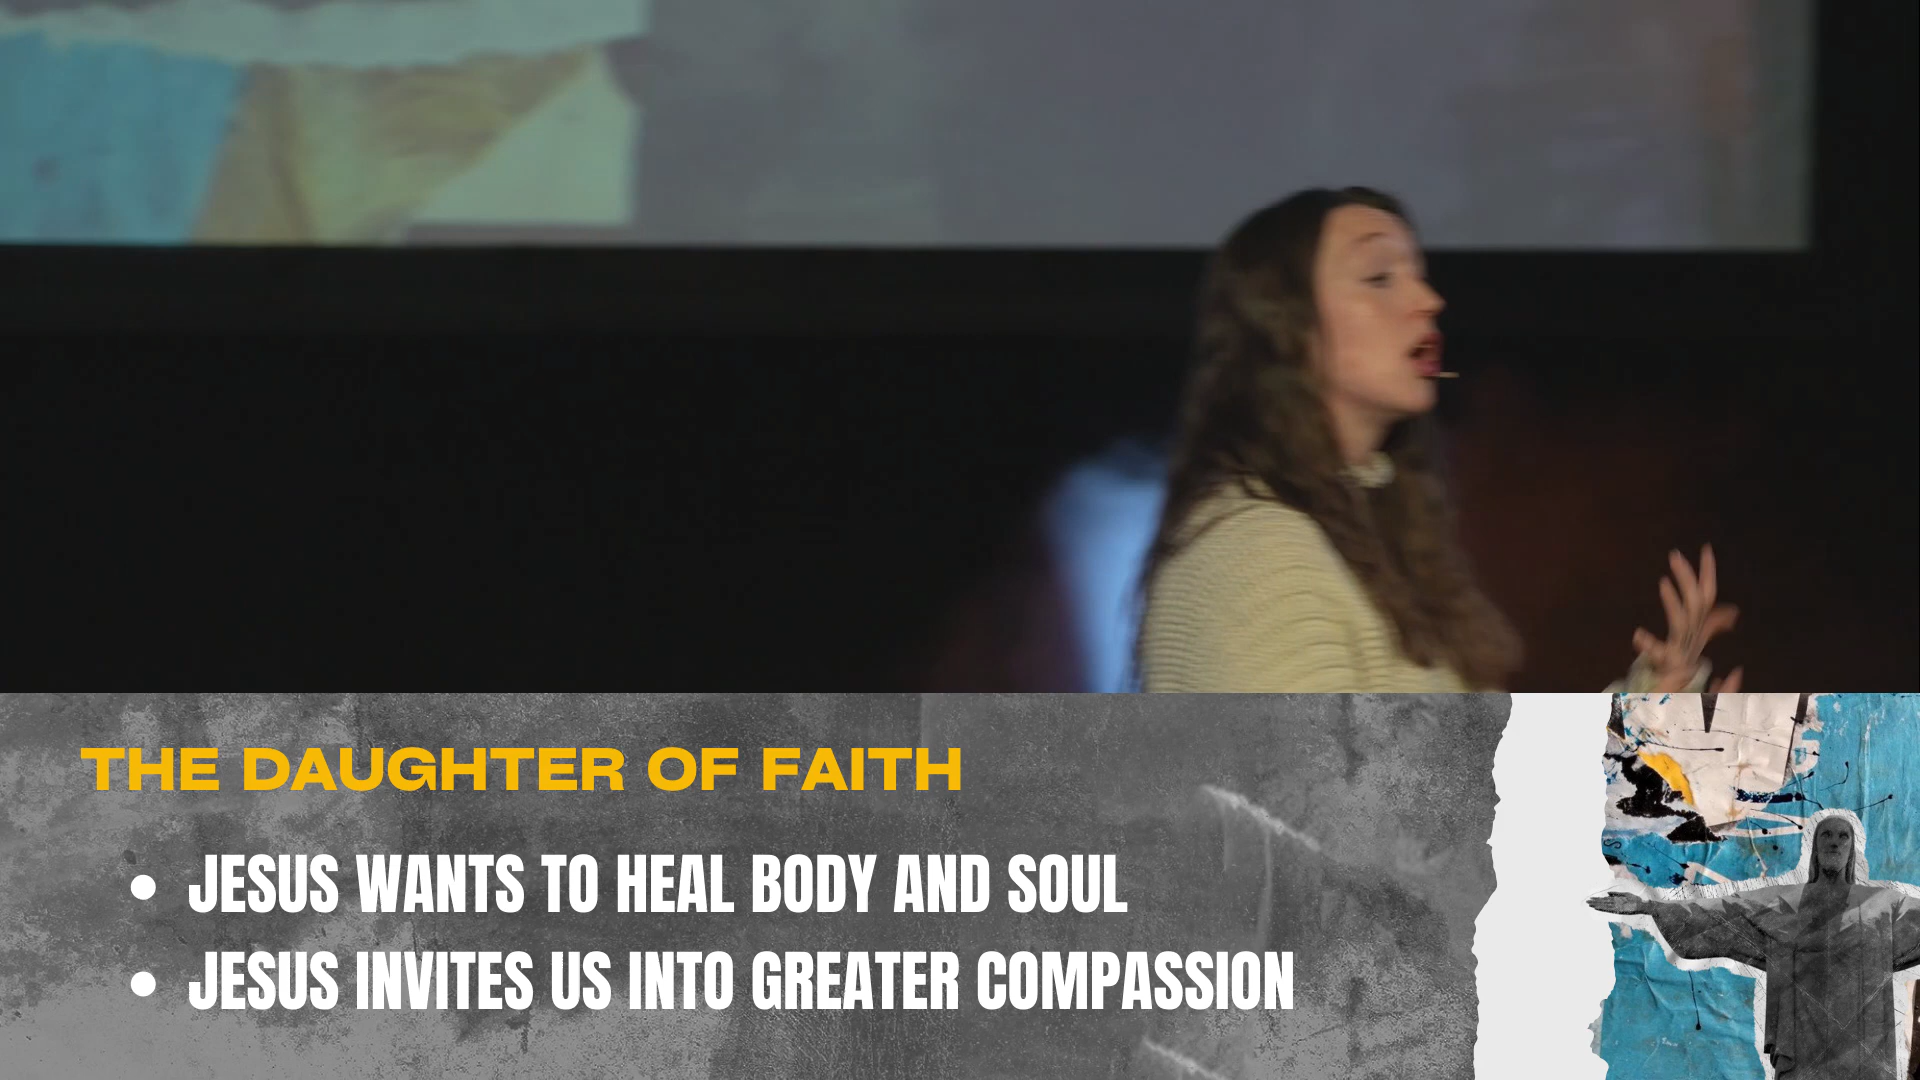 THE DAUGHTER OF FAITH
• JESUS WANTS TO HEAL BODY AND SOUL
• JESUS INVITES US INTO GREATER COMPASSION